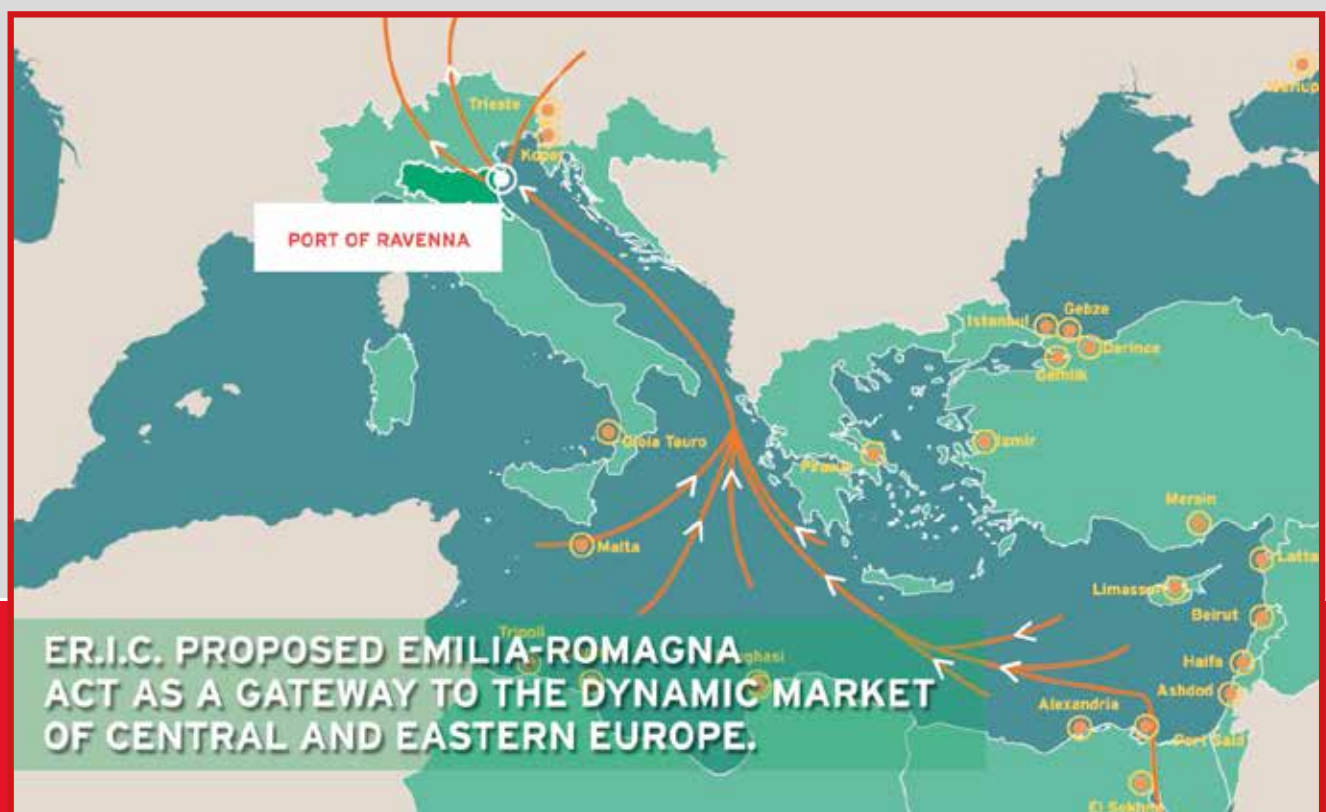 Trieste
Koper
PORT OF RAVENNA
Istanbul
Gebze
Derince
Gemlik
Gioia Tauro
Piraeus
Izmir
Mersin
Malta
Limassol
Beirut
Tripoli
Haifa
Ashdod
Alexandria
Port Said
ER.I.C. PROPOSED EMILIA-ROMAGNA
ACT AS A GATEWAY TO THE DYNAMIC MARKET
OF CENTRAL AND EASTERN EUROPE.